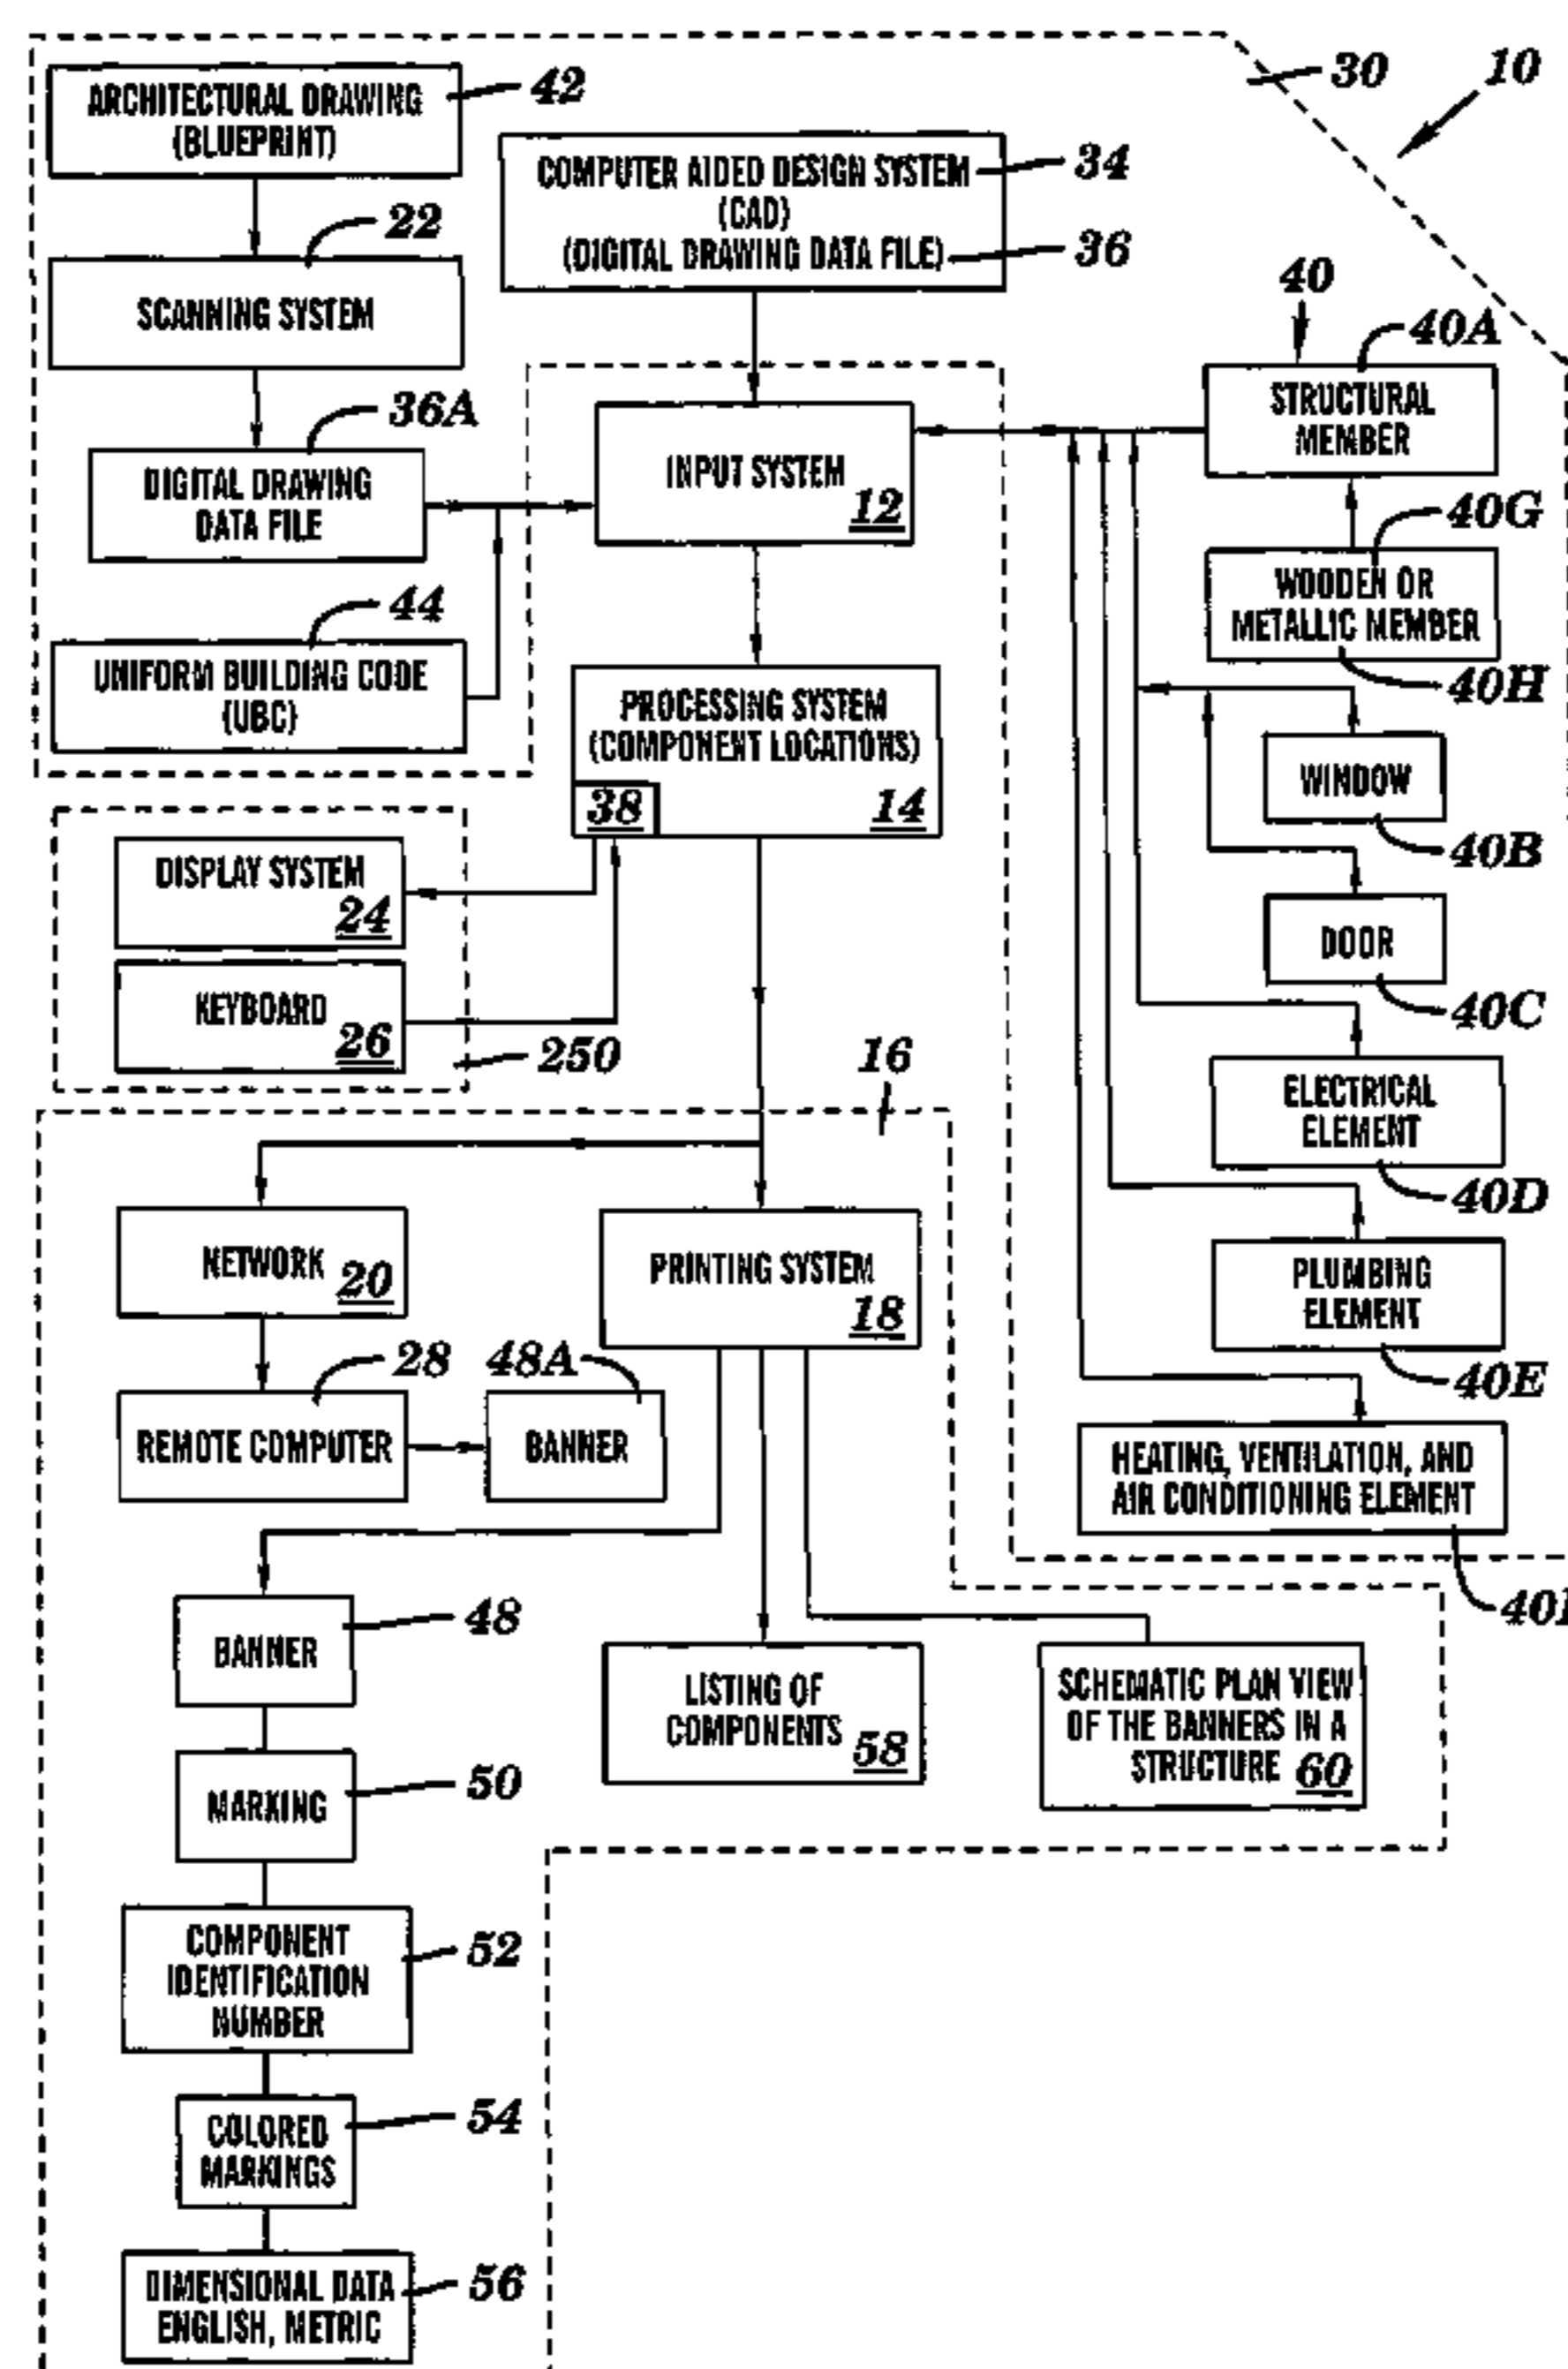 ARCHITECTURAL DRAWING
(BLUEPRINT)
42
30
10
COMPUTER AIDED DESIGN SYSTEM
(CAD)
(DIGITAL DRAWING DATA FILE)
34
36
22
SCANNING SYSTEM
40
40A
STRUCTURAL
MEMBER
36A
DIGITAL DRAWING
DATA FILE
INPUT SYSTEM
12
40G
WOODEN OR
METALLIC MEMBER
40H
44
UNIFORM BUILDING CODE
(UBC)
PROCESSING SYSTEM
(COMPONENT LOCATIONS)
38
14
WINDOW
40B
DISPLAY SYSTEM
24
KEYBOARD
26
250
DOOR
40C
16
ELECTRICAL
ELEMENT
40D
NETWORK
20
PRINTING SYSTEM
18
PLUMBING
ELEMENT
40E
28
48A
REMOTE COMPUTER
BANNER
HEATING, VENTILATION, AND
AIR CONDITIONING ELEMENT
BANNER
48
LISTING OF
COMPONENTS
58
SCHEMATIC PLAN VIEW
OF THE BANNERS IN A
STRUCTURE 60
MARKING
50
COMPONENT
IDENTIFICATION
NUMBER
52
COLORED
MARKINGS
54
DIMENSIONAL DATA
ENGLISH, METRIC
56